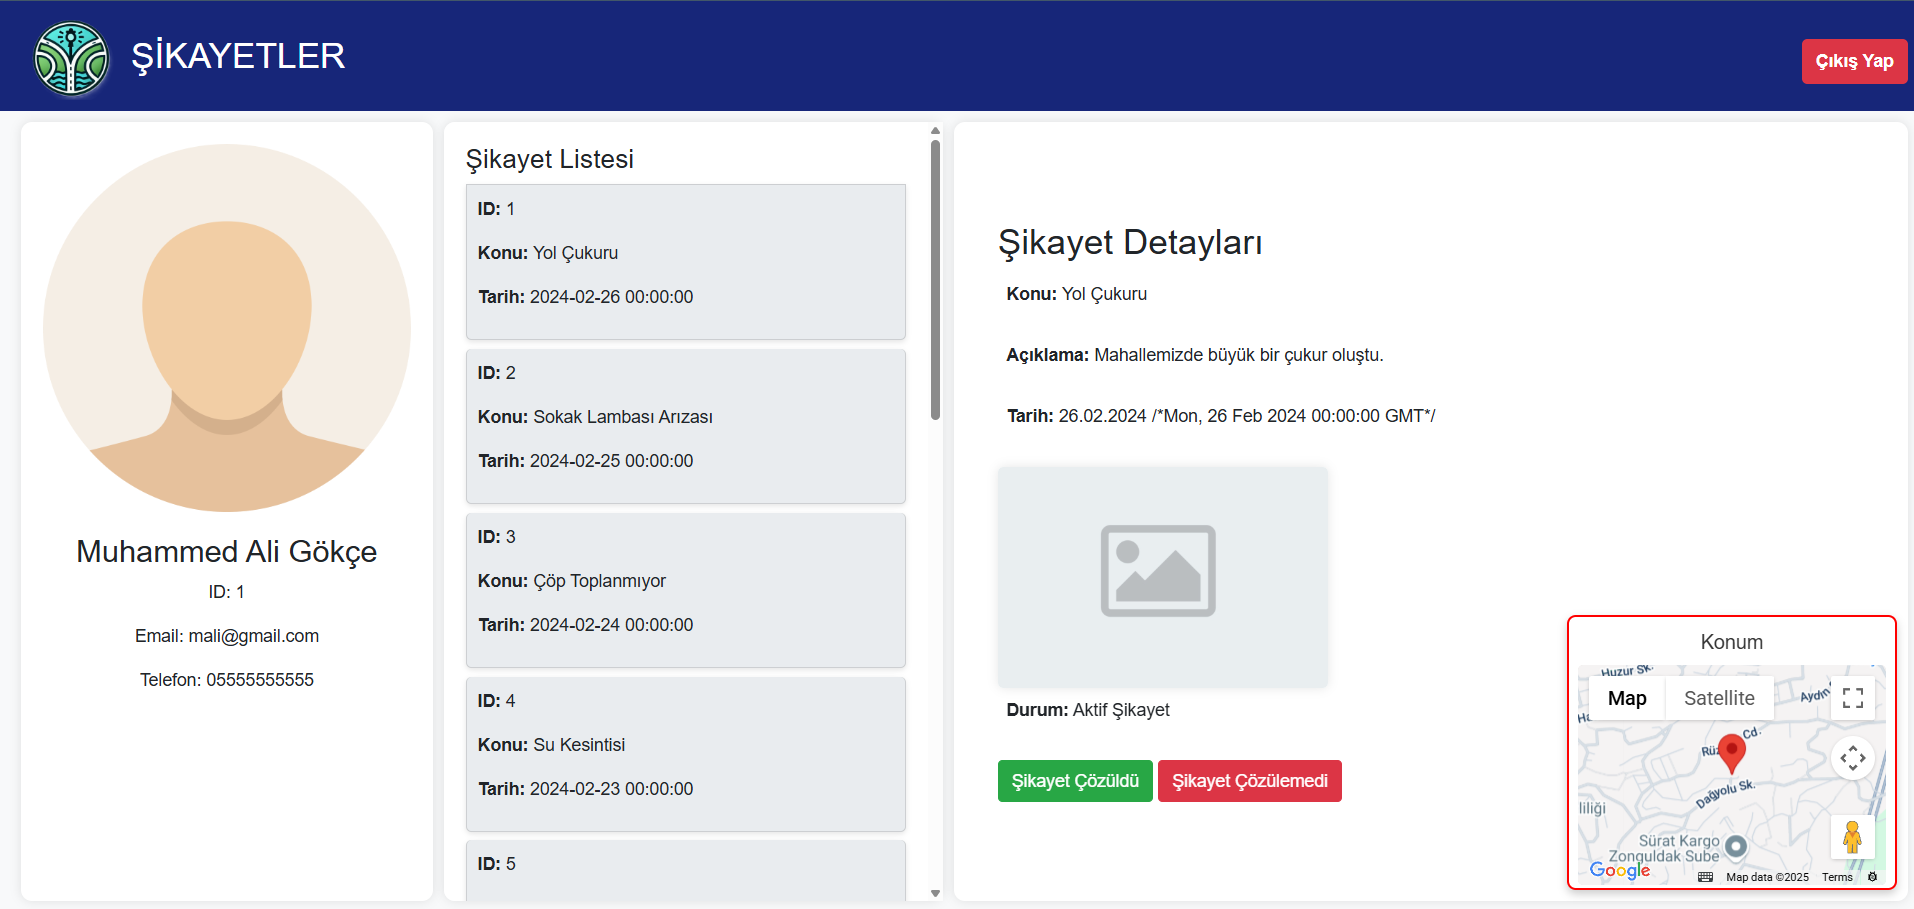 ŞİKAYETLER
Çıkış Yap
Muhammed Ali Gökçe
ID: 1
Email: mali@gmail.com
Telefon: 05555555555
Şikayet Listesi
ID: 1
Konu: Yol Çukuru
Tarih: 2024-02-26 00:00:00
ID: 2
Konu: Sokak Lambası Arızası
Tarih: 2024-02-25 00:00:00
ID: 3
Konu: Çöp Toplanmıyor
Tarih: 2024-02-24 00:00:00
ID: 4
Konu: Su Kesintisi
Tarih: 2024-02-23 00:00:00
ID: 5
Şikayet Detayları
Konu: Yol Çukuru
Açıklama: Mahallemizde büyük bir çukur oluştu.
Tarih: 26.02.2024 /*Mon, 26 Feb 2024 00:00:00 GMT*/
Durum: Aktif Şikayet
Şikayet Çözüldü
Şikayet Çözülemedi
Konum
Huzur Sk.
Map
Satellite
Cd.
Dağyolu Sk.
Sürat Kargo
Zonguldak Şube
Google
Map data ©2025
Terms